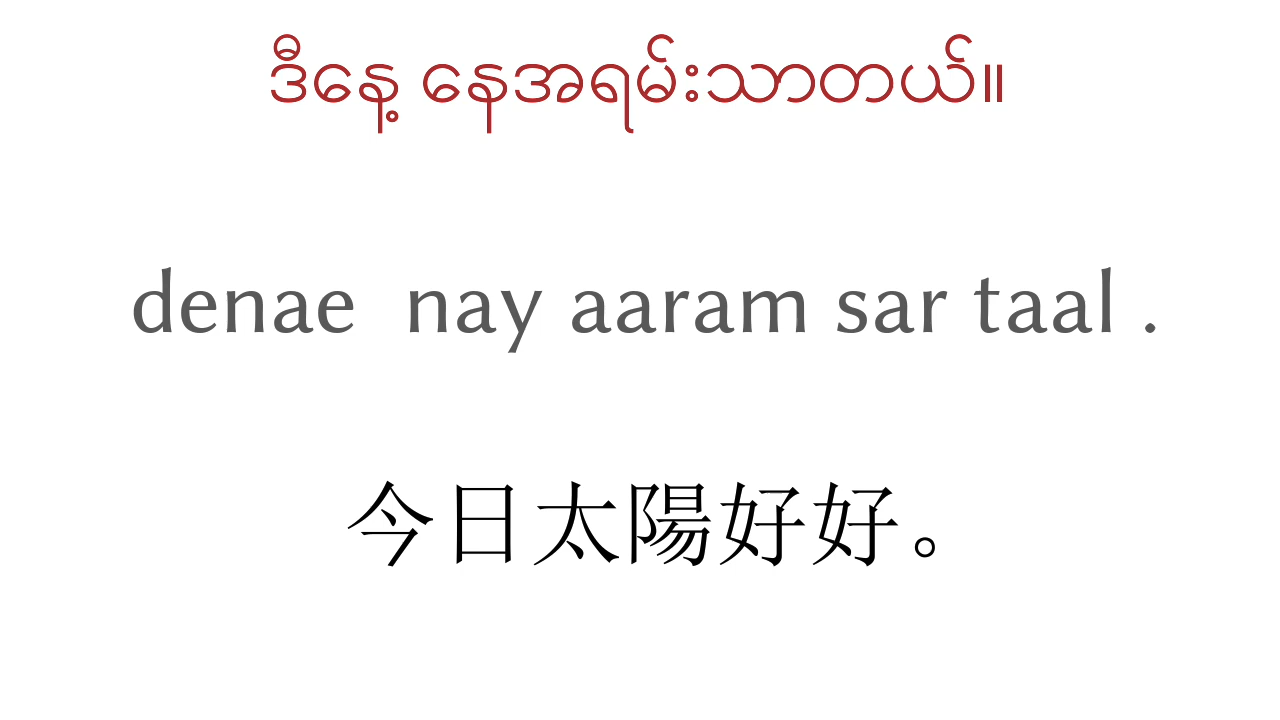 ဒီနေ့ နေအရမ်းသာတယ်။
denae nay aaram sar taal .
今日太陽好好。